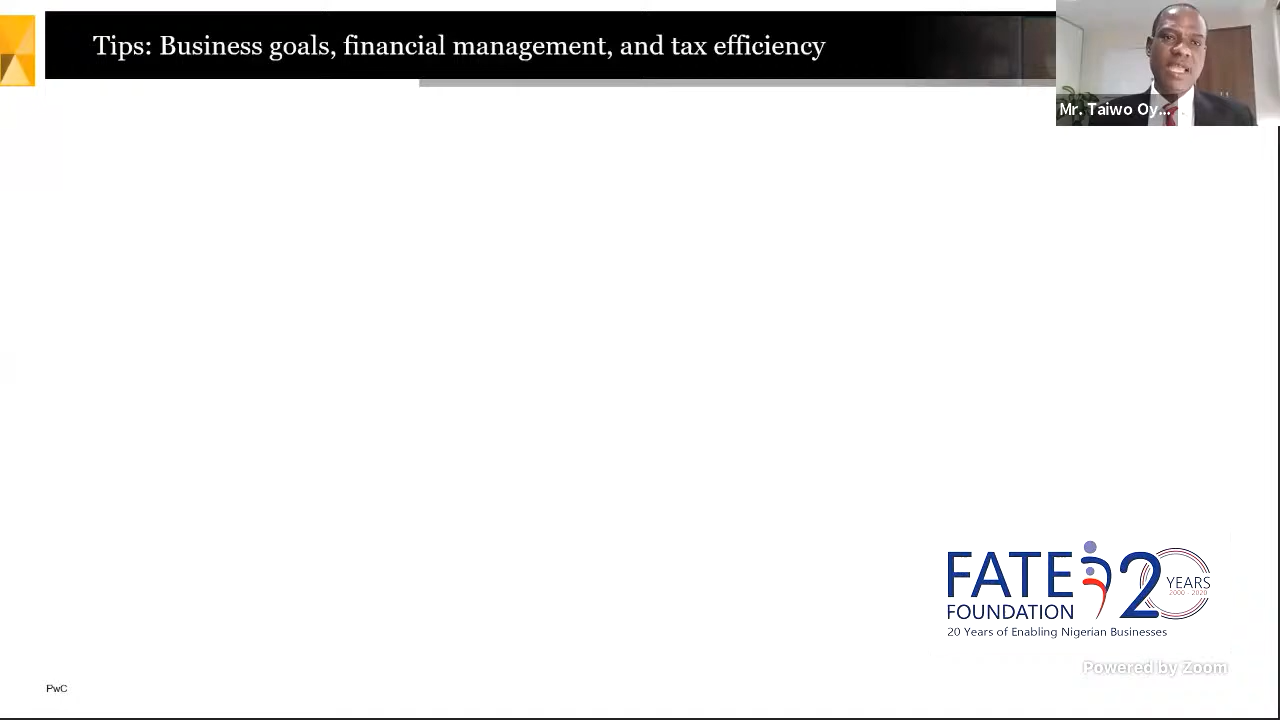 Tips: Business goals, financial management, and tax efficiency
Mr. Taiwo Oy...
FATE 20 YEARS
2000 - 2020
FOUNDATION
20 Years of Enabling Nigerian Businesses
Powered by Zoom
PwC